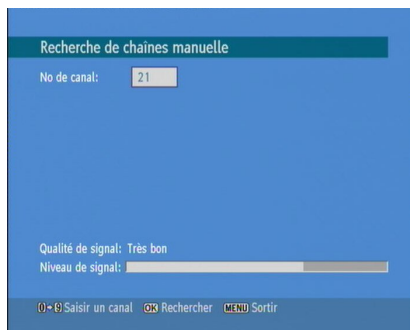 Recherche de chaînes manuelle
No de canal: 21
Qualité de signal: Très bon
Niveau de signal:
0→9 Saisir un canal OK Rechercher MENU Sortir